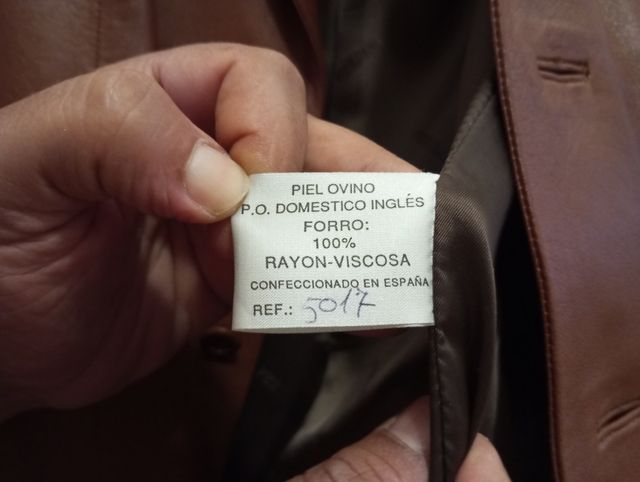 PIEL OVINO
P.O. DOMESTICO INGLÉS
FORRO:
100%
RAYON-VISCOSA
CONFECCIONADO EN ESPAÑA
REF.: 5017